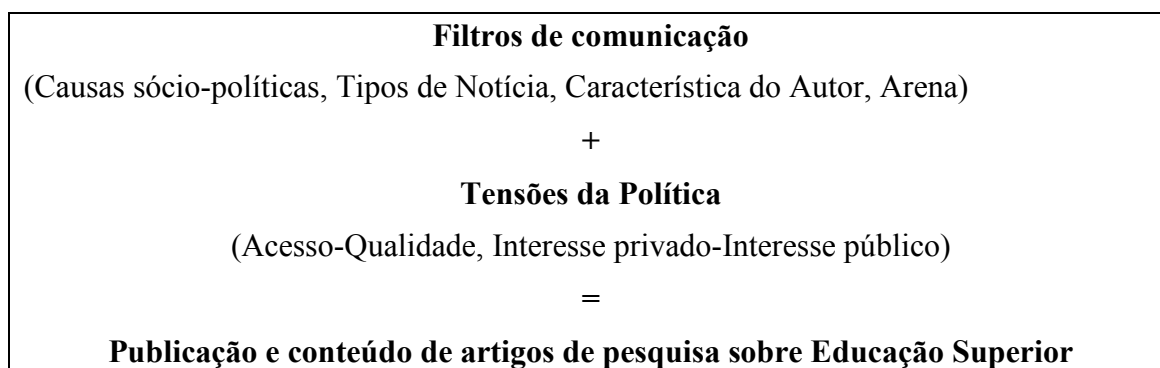 Filtros de comunicação
(Causas sócio-políticas, Tipos de Notícia, Característica do Autor, Arena)
+
Tensões da Política
(Acesso-Qualidade, Interesse privado-Interesse público)
=
Publicação e conteúdo de artigos de pesquisa sobre Educação Superior